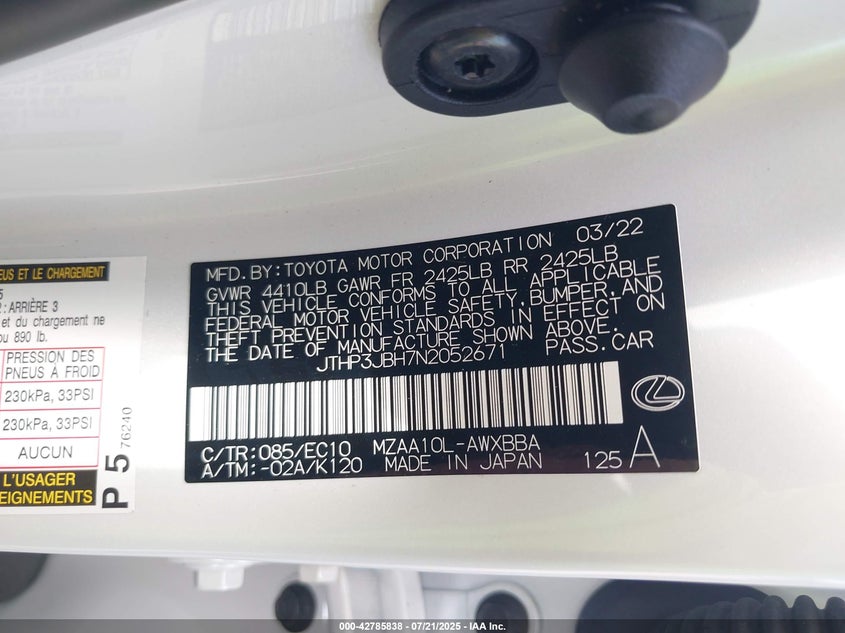 EUS ET LE CHARGEMENT
5
2: ARRIÈRE 3
et du chargement ne
ou 890 lb.
PRESSION DES
PNEUS À FROID
230kPa, 33PSI
230kPa, 33PSI
AUCUN
L'USAGER
EIGNEMENTS
P 5 76240
MFD. BY: TOYOTA MOTOR CORPORATION 03/22
GVWR 4410LB GAWR FR 2425LB RR 2425LB
THIS VEHICLE CONFORMS TO ALL APPLICABLE
FEDERAL MOTOR VEHICLE SAFETY, BUMPER, AND
THEFT PREVENTION STANDARDS IN EFFECT ON
THE DATE OF MANUFACTURE SHOWN ABOVE.
JTHP3JBH7N2052671 PASS. CAR
C/TR: 085/EC10 MZAA10L-AWXBBA
A/TM: -02A/K120 MADE IN JAPAN 125 A
000-42785838 - 07/21/2025 - IAA Inc.